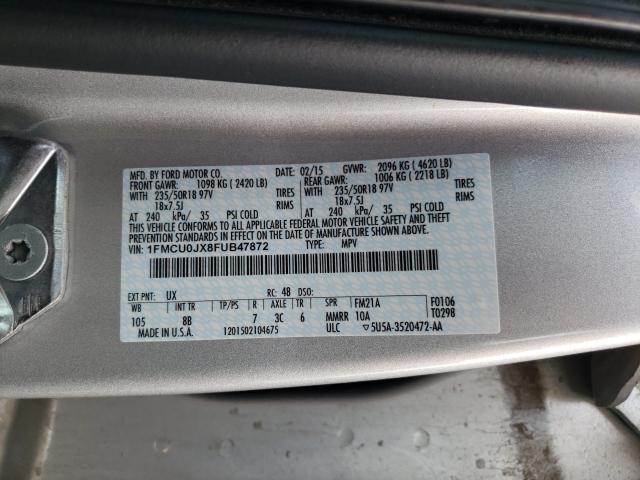 MFD. BY FORD MOTOR CO.
DATE: 02/15 GVWR: 2096 KG ( 4620 LB)
FRONT GAWR: 1098 KG ( 2420 LB) REAR GAWR: 1006 KG ( 2218 LB)
WITH 235/50R18 97V TIRES WITH 235/50R18 97V TIRES
18x7.5J RIMS 18x7.5J RIMS
AT 240 kPa/ 35 PSI COLD AT 240 kPa/ 35 PSI COLD
THIS VEHICLE CONFORMS TO ALL APPLICABLE FEDERAL MOTOR VEHICLE SAFETY AND BUMPER
AND THEFT PREVENTION STANDARDS IN EFFECT ON THE DATE OF MANUFACTURE SHOWN ABOVE.
VIN: 1FMCU0JX8FUB47872 TYPE: MPV
EXT PNT: UX RC: 48 DSO:
WB TP/PS R AXLE TR SPR FM21A F0106
105 8B 7 3C 6 MMRR 10A T0298
MADE IN U.S.A. 1201502104675 ULC ▽5U5A-3520472-AA